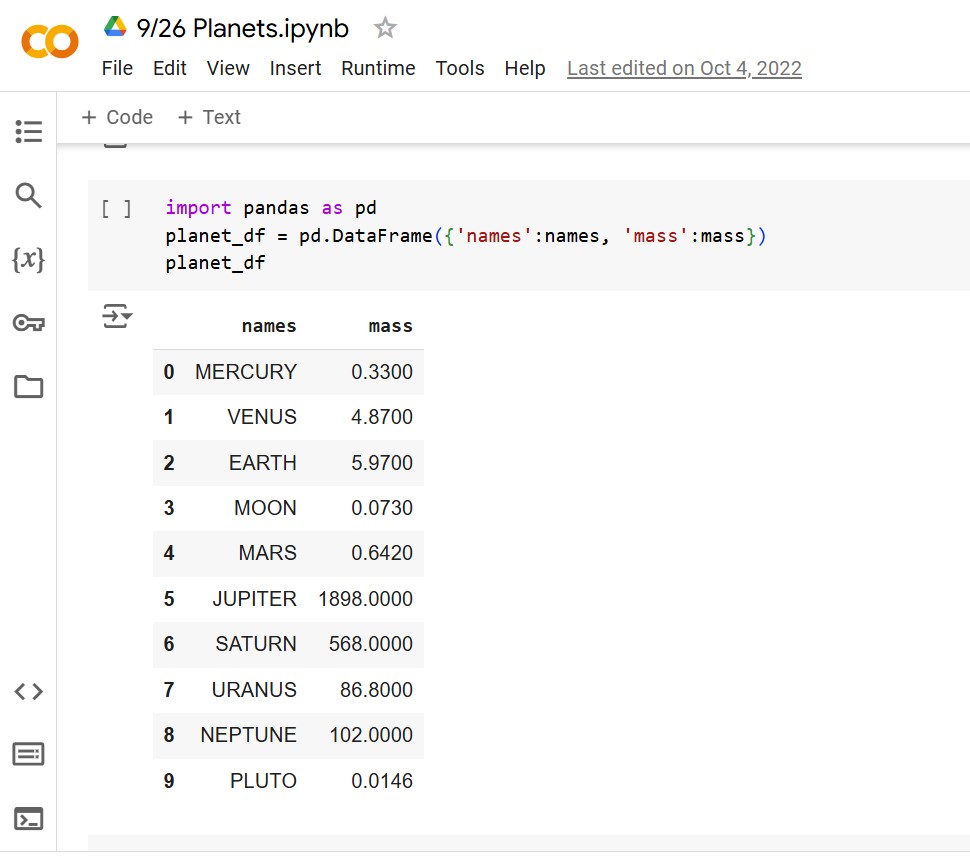 9/26 Planets.ipynb
File Edit View Insert Runtime Tools Help Last edited on Oct 4, 2022
+ Code + Text
[ ] import pandas as pd
planet_df = pd.DataFrame({'names':names, 'mass':mass})
planet_df
names mass
0 MERCURY 0.3300
1 VENUS 4.8700
2 EARTH 5.9700
3 MOON 0.0730
4 MARS 0.6420
5 JUPITER 1898.0000
6 SATURN 568.0000
7 URANUS 86.8000
8 NEPTUNE 102.0000
9 PLUTO 0.0146